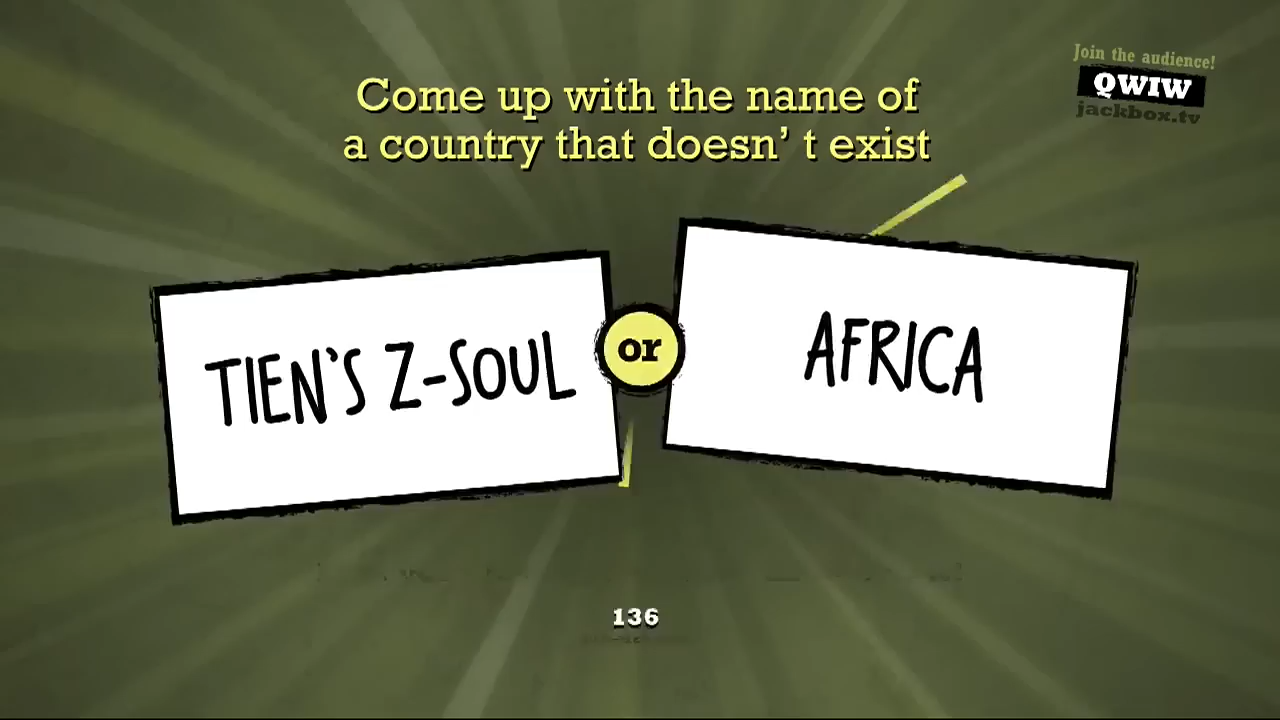 Join the audience!
QWIW
jackbox.tv
Come up with the name of
a country that doesn' t exist
TIEN'S Z-SOUL
or
AFRICA
136